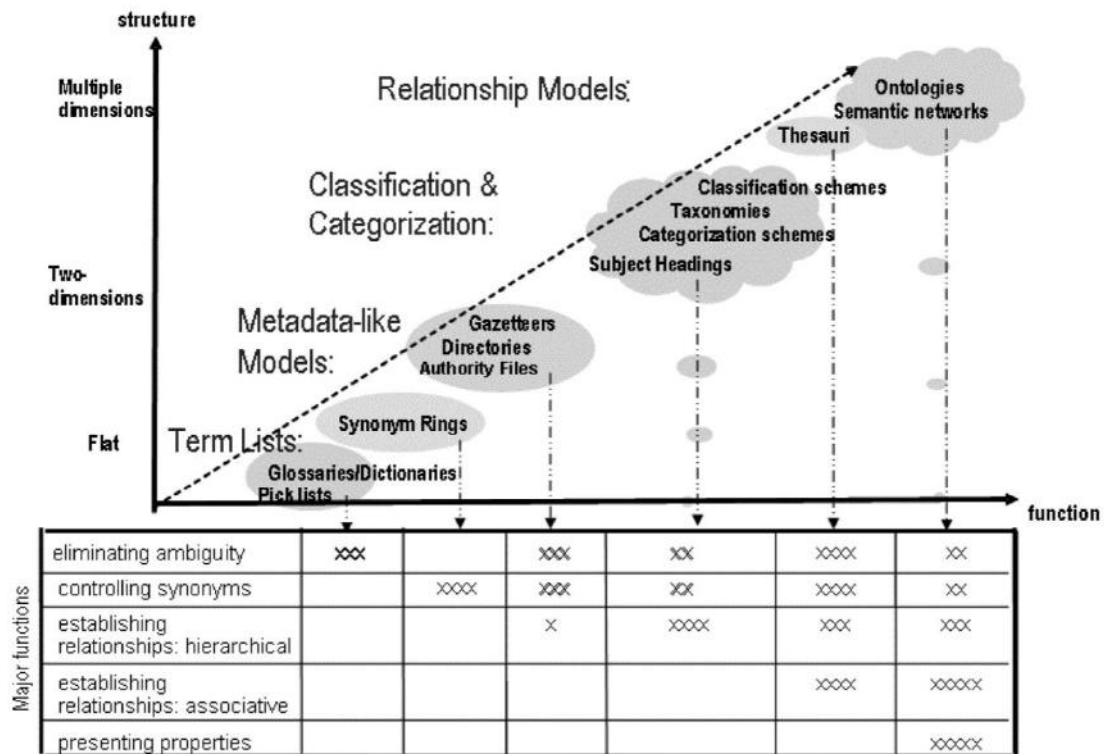 structure
Multiple
dimensions
Relationship Models:
Ontologies
Semantic networks
Thesauri
Classification &
Categorization:
Classification schemes
Taxonomies
Categorization schemes
Subject Headings
Two-
dimensions
Metadata-like
Models:
Gazetteers
Directories
Authority Files
Flat
Term Lists:
Synonym Rings
Glossaries/Dictionaries
Pick lists
function
Major functions
eliminating ambiguity XXX XXX XX XXXX XX
controlling synonyms XXXX XXX XX XXXX XX
establishing
relationships: hierarchical X XXXX XXX XXX
establishing
relationships: associative XXXX XXXXX
presenting properties XXXXX